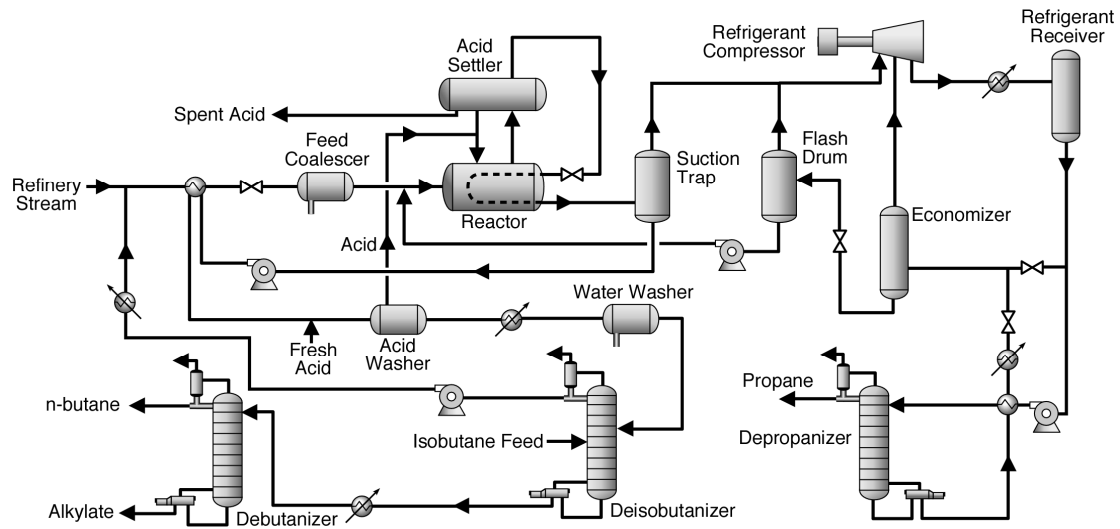 Refrigerant
Receiver
Refrigerant
Compressor
Acid
Settler
Spent Acid
Feed
Coalescer
Flash
Drum
Suction
Trap
Refinery
Stream
Reactor
Economizer
Acid
Water Washer
Fresh
Acid
Acid
Washer
n-butane
Propane
Isobutane Feed
Depropanizer
Alkylate
Debutanizer
Deisobutanizer